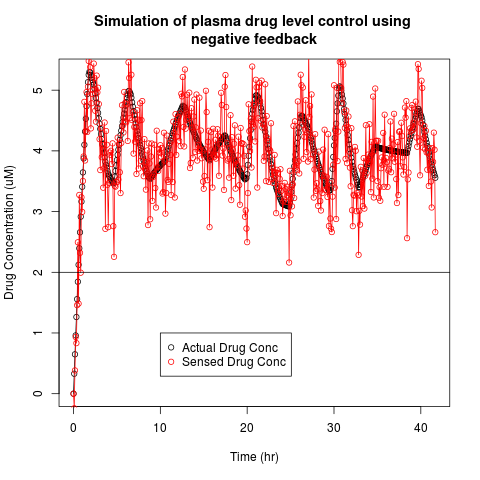 Simulation of plasma drug level control using
negative feedback
Drug Concentration (uM)
5
4
3
2
1
0
Actual Drug Conc
Sensed Drug Conc
0 10 20 30 40
Time (hr)